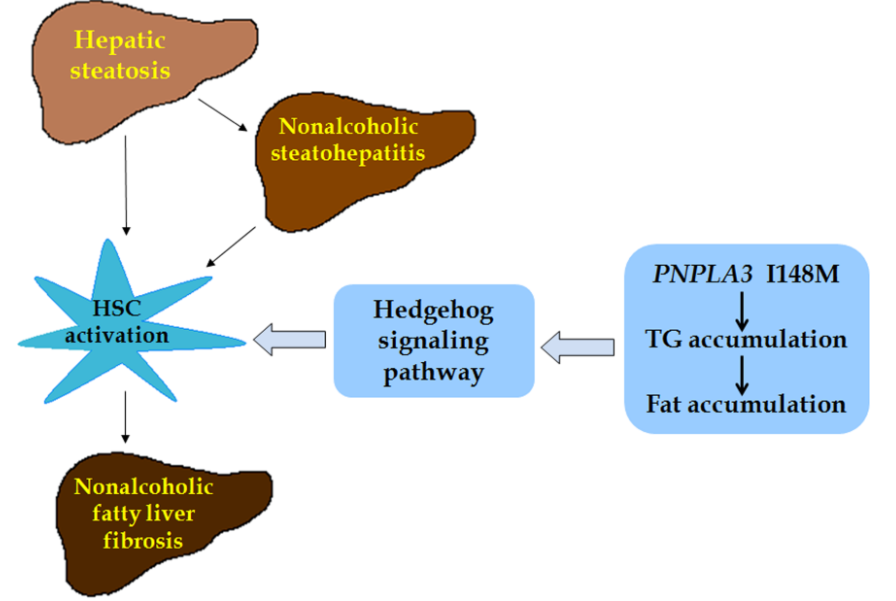 Hepatic
steatosis
Nonalcoholic
steatohepatitis
HSC
activation
Hedgehog
signaling
pathway
PNPLA3 I148M
TG accumulation
Fat accumulation
Nonalcoholic
fatty liver
fibrosis